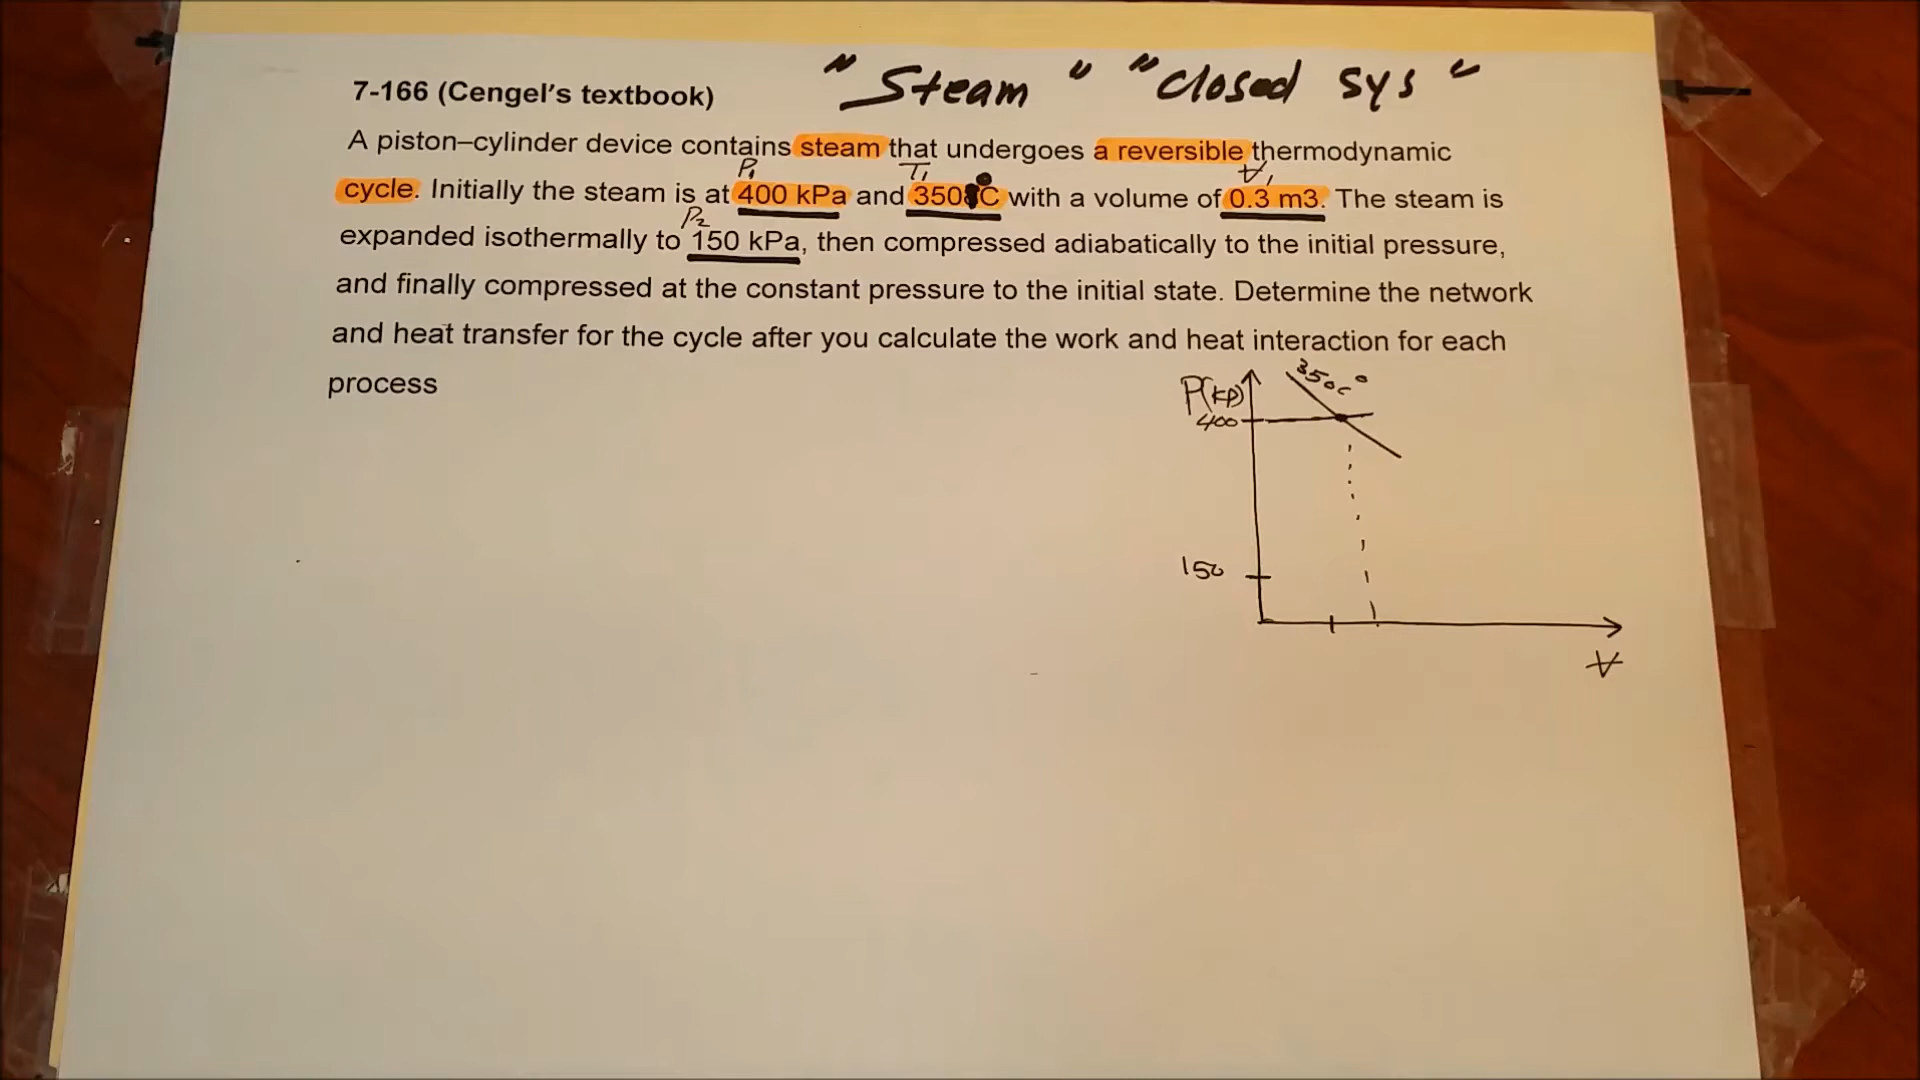 " Steam " " Closed Sys "
7-166 (Cengel's textbook)
A piston–cylinder device contains steam that undergoes a reversible thermodynamic
P₁ T₁ V₁
cycle. Initially the steam is at 400 kPa and 350°C with a volume of 0.3 m3. The steam is
P₂
expanded isothermally to 150 kPa, then compressed adiabatically to the initial pressure,
and finally compressed at the constant pressure to the initial state. Determine the network
and heat transfer for the cycle after you calculate the work and heat interaction for each
process
350c°
P(kp)
400
150
V